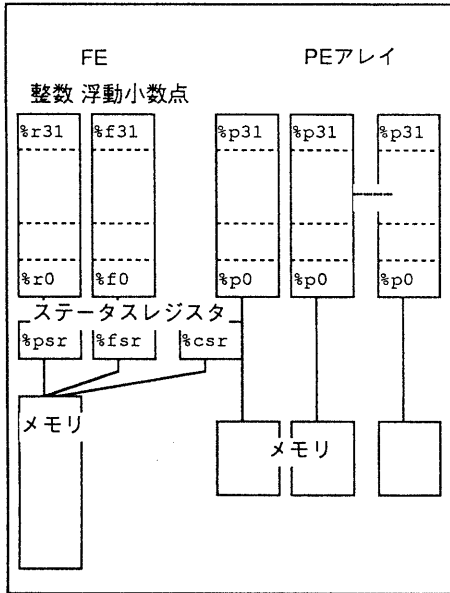 FE PEアレイ
整数 浮動小数点
%r31 %f31 %p31 %p31 %p31
%r0 %f0 %p0 %p0 %p0
ステータスレジスタ
%psr %fsr %csr
メモリ メモリ